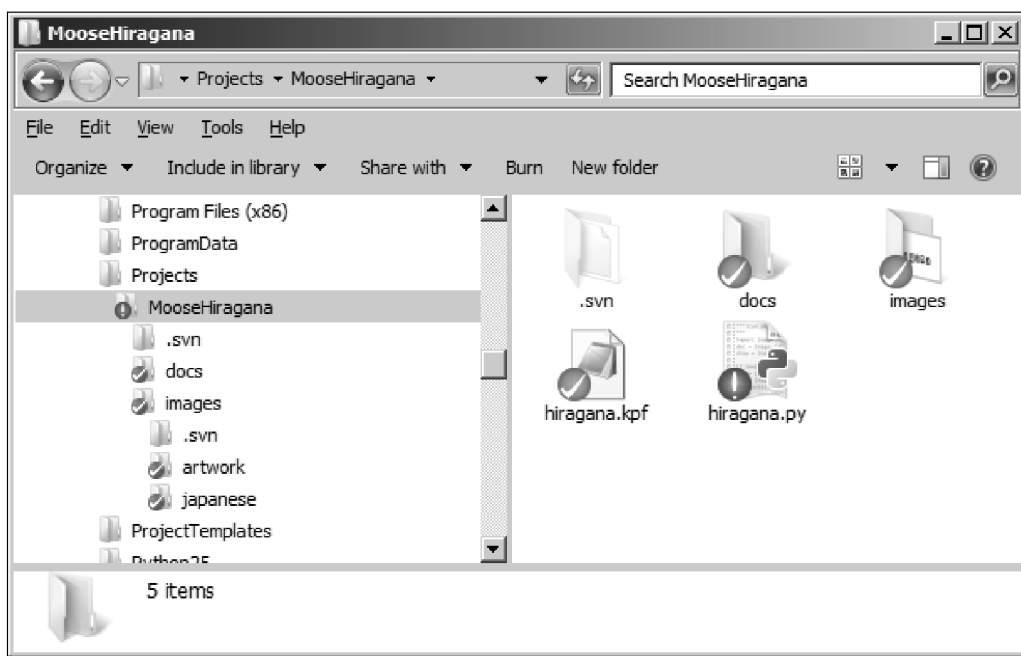 MooseHiragana
Projects MooseHiragana
Search MooseHiragana
File Edit View Tools Help
Organize Include in library Share with Burn New folder
Program Files (x86)
ProgramData
Projects
MooseHiragana
.svn
docs
images
.svn
artwork
japanese
ProjectTemplates
Python25
.svn
docs
images
hiragana.kpf
hiragana.py
5 items